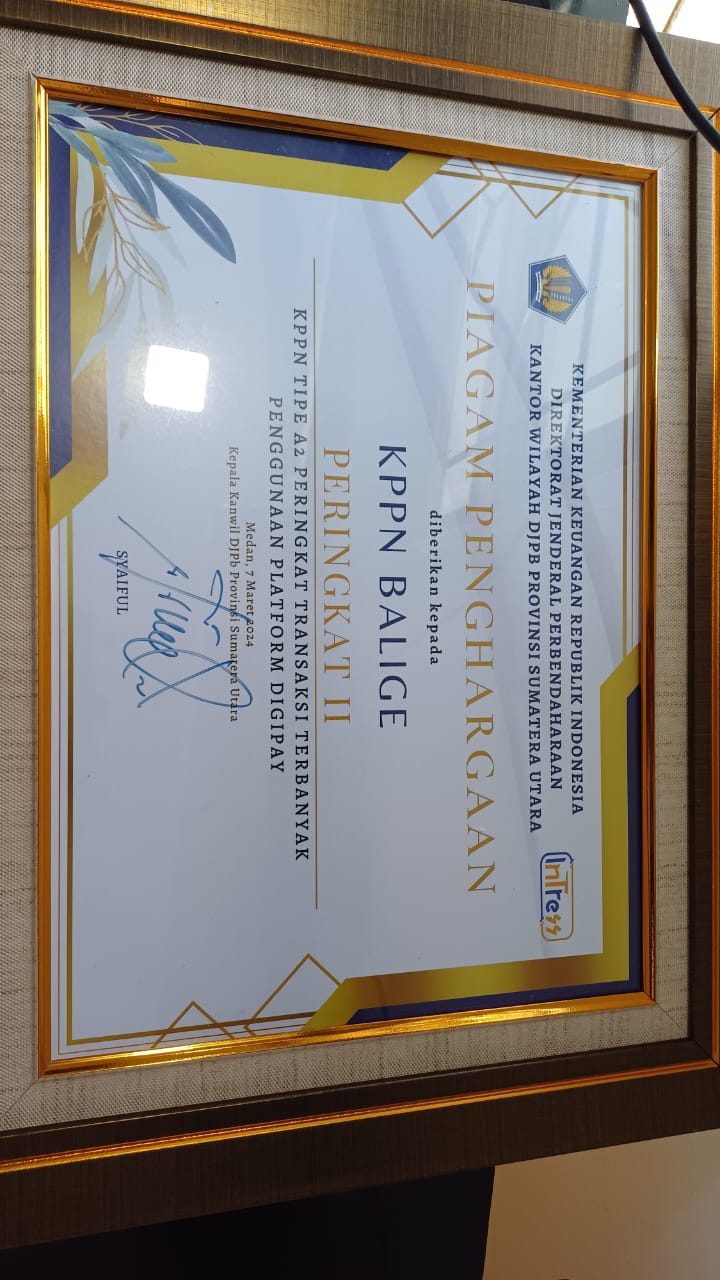 KEMENTERIAN KEUANGAN REPUBLIK INDONESIA
DIREKTORAT JENDERAL PERBENDAHARAAN
KANTOR WILAYAH DJPB PROVINSI SUMATERA UTARA
InTress
PIAGAM PENGHARGAAN
diberikan kepada
KPPN BALIGE
PERINGKAT II
KPPN TIPE A2 PERINGKAT TRANSAKSI TERBANYAK
PENGGUNAAN PLATFORM DIGIPAY
Medan, 7 Maret 2024
Kepala Kanwil DJPb Provinsi Sumatera Utara
SYAIFUL